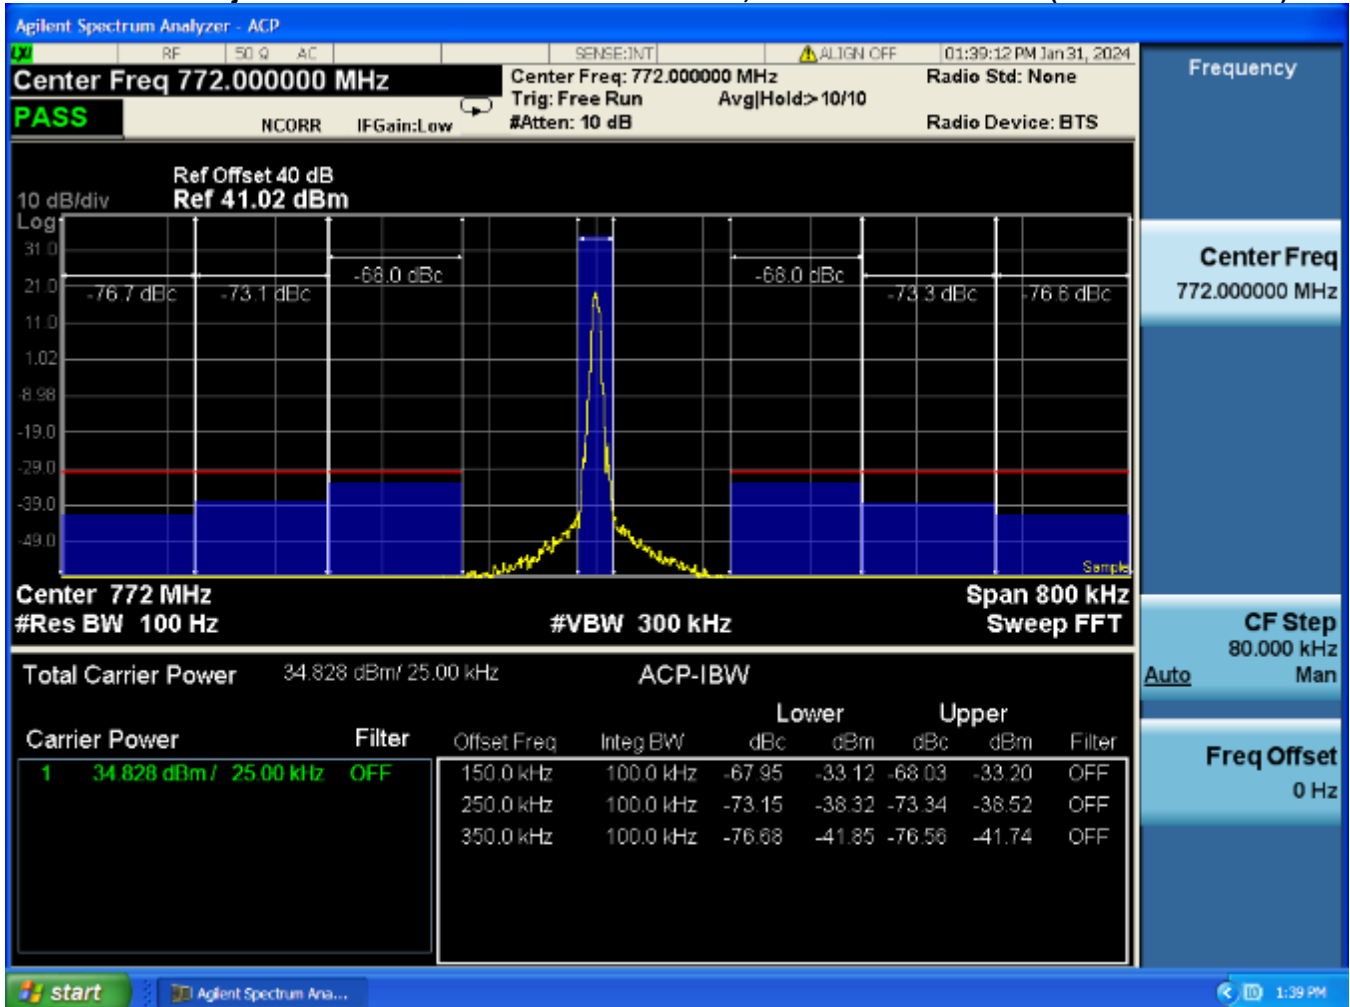 Agilent Spectrum Analyzer - ACP
LXI RF 50 Ω AC SENSE:INT ALIGN OFF 01:39:12 PM Jan 31, 2024
Center Freq 772.000000 MHz
Center Freq: 772.000000 MHz Radio Std: None
Trig: Free Run Avg|Hold:>10/10
PASS NCORR IFGain:Low #Atten: 10 dB Radio Device: BTS
Ref Offset 40 dB
10 dB/div Ref 41.02 dBm
Log
31.0
-68.0 dBc -68.0 dBc
21.0 -76.7 dBc -73.1 dBc -73.3 dBc -76.6 dBc
11.0
1.02
-8.98
-19.0
-29.0
-39.0
-49.0
Sample
Center 772 MHz Span 800 kHz
#Res BW 100 Hz #VBW 300 kHz Sweep FFT
Total Carrier Power 34.828 dBm/ 25.00 kHz ACP-IBW
Lower Upper
Carrier Power Filter Offset Freq Integ BW dBc dBm dBc dBm Filter
1 34.828 dBm / 25.00 kHz OFF 150.0 kHz 100.0 kHz -67.95 -33.12 -68.03 -33.20 OFF
250.0 kHz 100.0 kHz -73.15 -38.32 -73.34 -38.52 OFF
350.0 kHz 100.0 kHz -76.68 -41.85 -76.56 -41.74 OFF
Frequency
Center Freq
772.000000 MHz
CF Step
80.000 kHz
Auto Man
Freq Offset
0 Hz
start Agilent Spectrum Ana... 1:39 PM